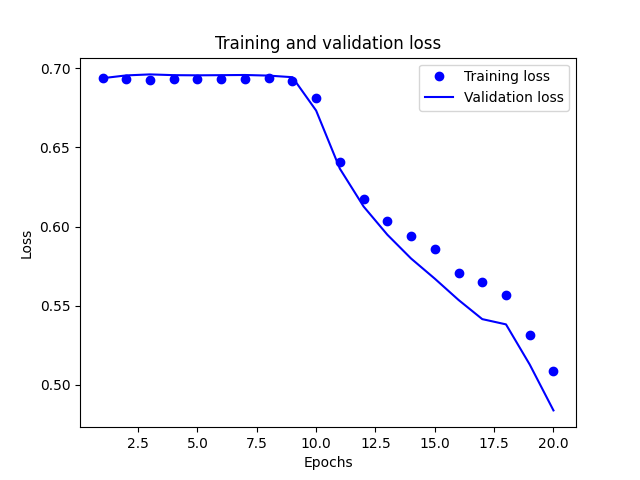 Training and validation loss
Training loss
Validation loss
0.70
0.65
0.60
0.55
0.50
Loss
2.5 5.0 7.5 10.0 12.5 15.0 17.5 20.0
Epochs